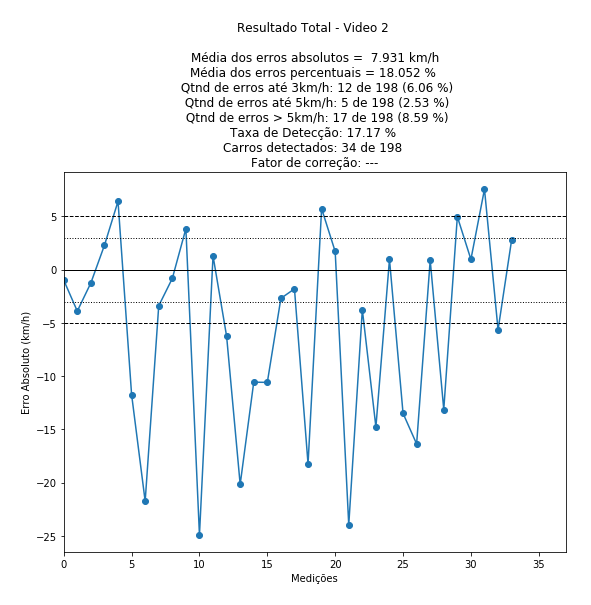 Resultado Total - Video 2
Média dos erros absolutos =  7.931 km/h
Média dos erros percentuais = 18.052 %
Qtnd de erros até 3km/h: 12 de 198 (6.06 %)
Qtnd de erros até 5km/h: 5 de 198 (2.53 %)
Qtnd de erros > 5km/h: 17 de 198 (8.59 %)
Taxa de Detecção: 17.17 %
Carros detectados: 34 de 198
Fator de correção: ---
5
0
−5
−10
−15
−20
−25
Erro Absoluto (km/h)
0 5 10 15 20 25 30 35
Medições